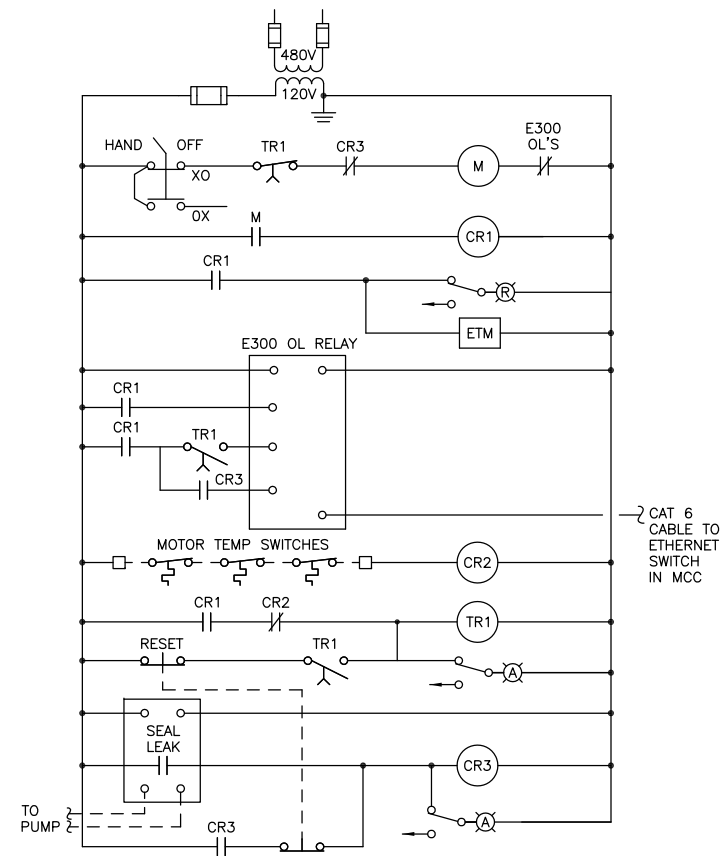 480V
120V
HAND OFF TR1 CR3 E300
OL'S
XO
M
OX
M
CR1
CR1
R
ETM
E300 OL RELAY
CR1
CR1
TR1
CR3
CAT 6
CABLE TO
ETHERNET
SWITCH
IN MCC
MOTOR TEMP SWITCHES
CR2
CR1 CR2
TR1
RESET TR1
A
SEAL
LEAK
CR3
TO
PUMP
A
CR3